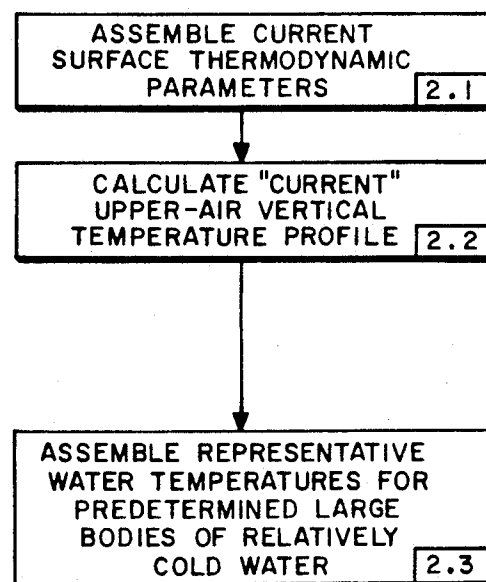 ASSEMBLE CURRENT
SURFACE THERMODYNAMIC
PARAMETERS
2.1
CALCULATE "CURRENT"
UPPER-AIR VERTICAL
TEMPERATURE PROFILE
2.2
ASSEMBLE REPRESENTATIVE
WATER TEMPERATURES FOR
PREDETERMINED LARGE
BODIES OF RELATIVELY
COLD WATER
2.3